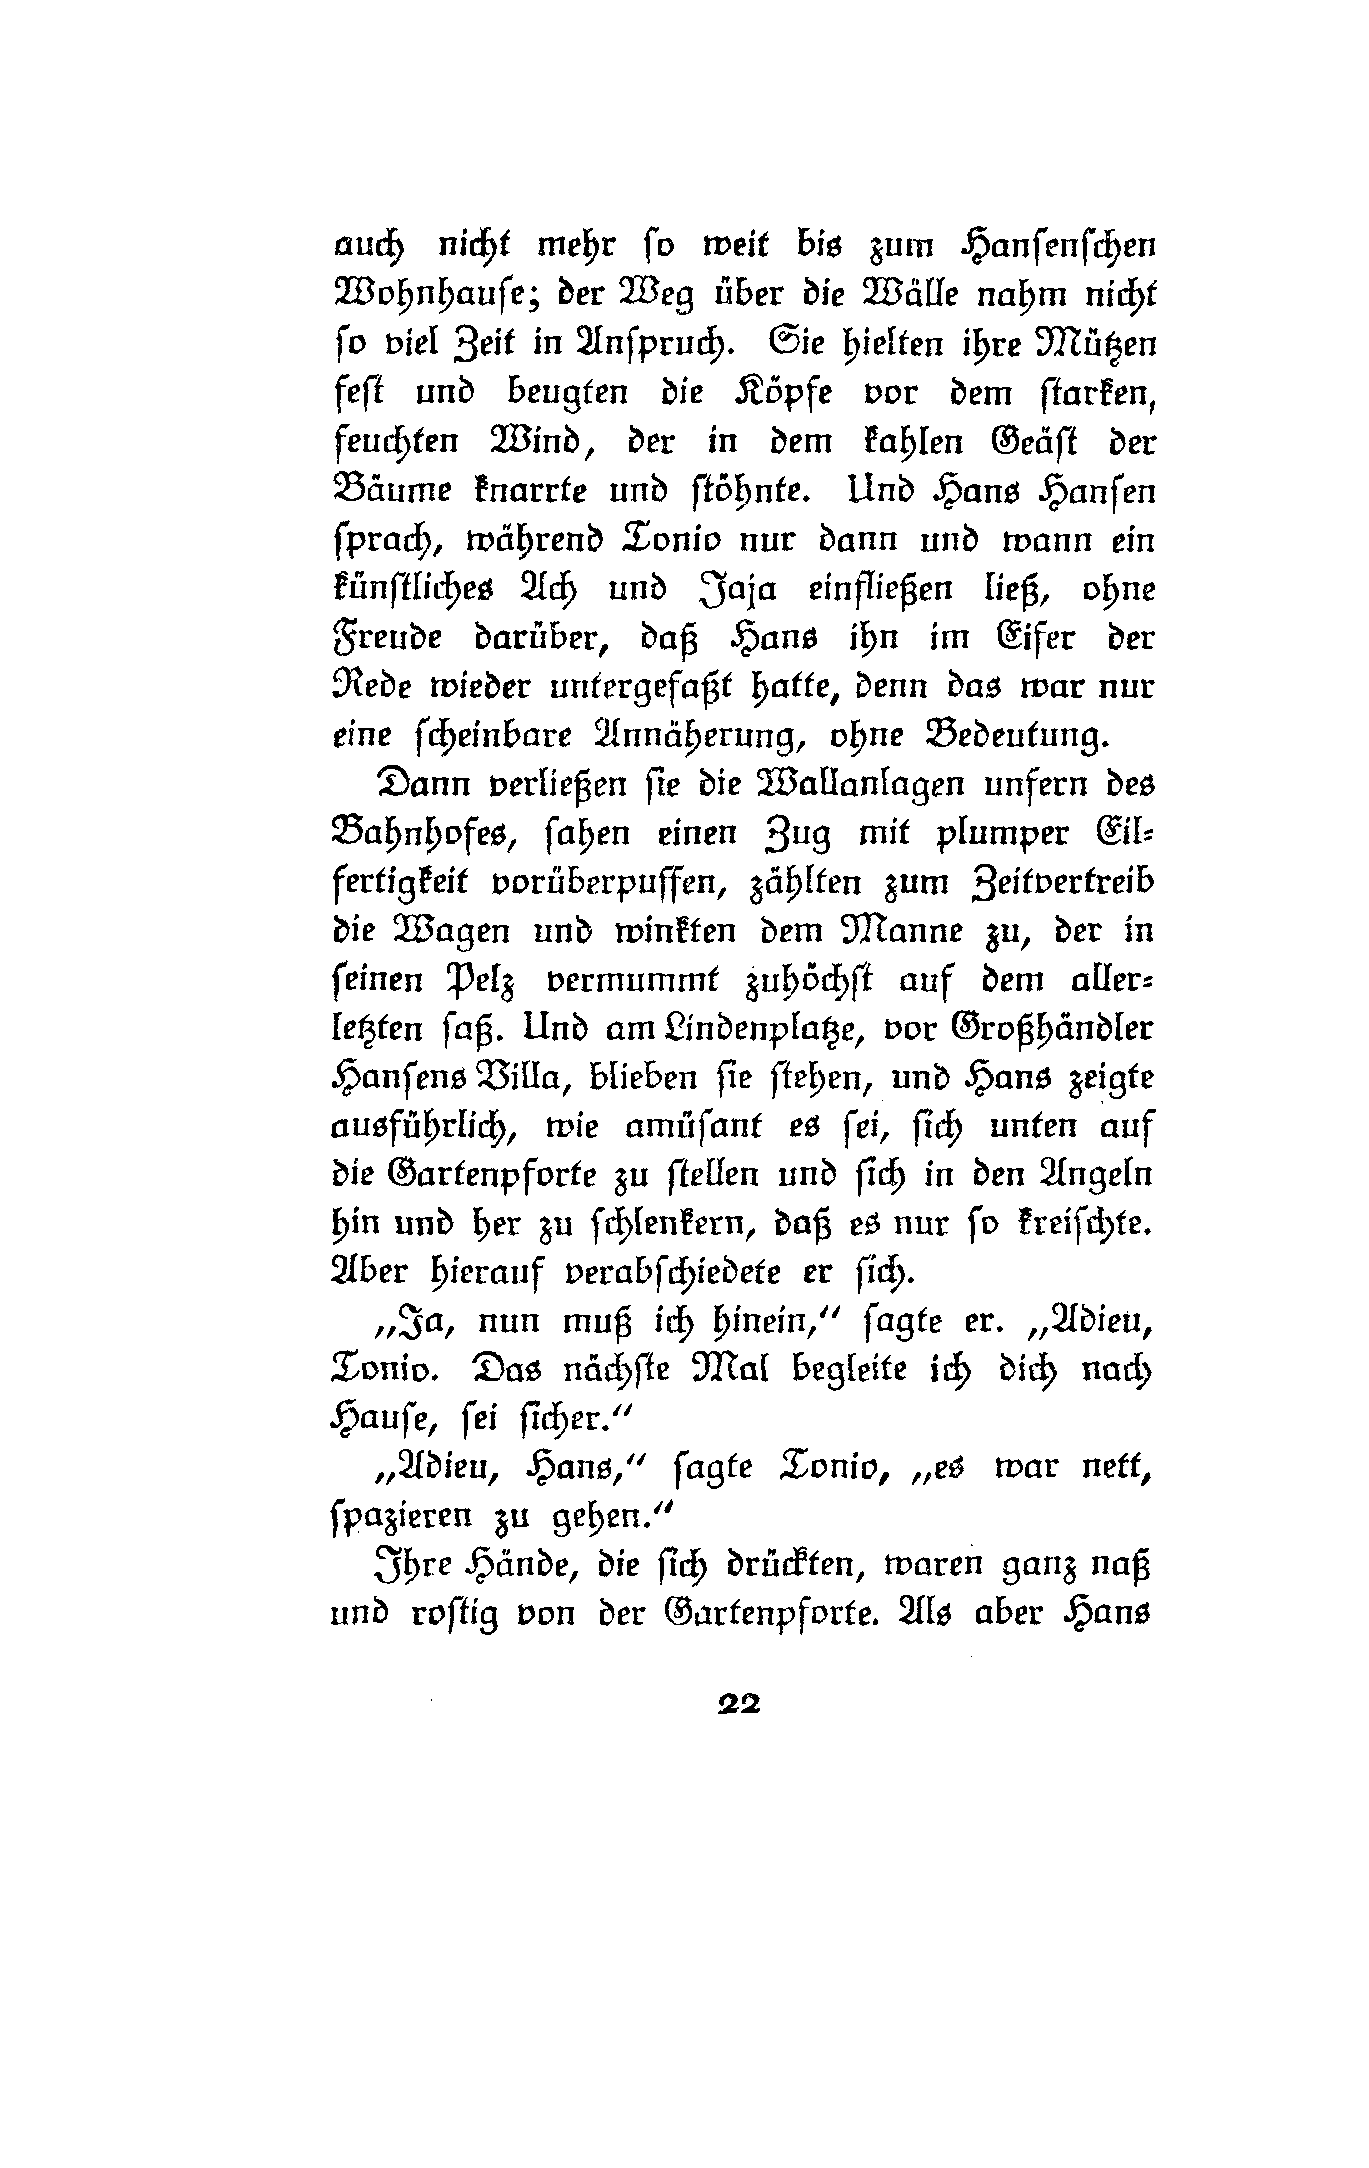 auch nicht mehr so weit bis zum Hansenschen
Wohnhause; der Weg über die Wälle nahm nicht
so viel Zeit in Anspruch. Sie hielten ihre Mützen
fest und beugten die Köpfe vor dem starken,
feuchten Wind, der in dem kahlen Geäst der
Bäume knarrte und stöhnte. Und Hans Hansen
sprach, während Tonio nur dann und wann ein
künstliches Ach und Jaja einfließen ließ, ohne
Freude darüber, daß Hans ihn im Eifer der
Rede wieder untergefaßt hatte, denn das war nur
eine scheinbare Annäherung, ohne Bedeutung.
Dann verließen sie die Wallanlagen unfern des
Bahnhofes, sahen einen Zug mit plumper Eil-
fertigkeit vorüberpuffen, zählten zum Zeitvertreib
die Wagen und winkten dem Manne zu, der in
seinen Pelz vermummt zuhöchst auf dem aller-
letzten saß. Und am Lindenplatze, vor Großhändler
Hansens Villa, blieben sie stehen, und Hans zeigte
ausführlich, wie amüsant es sei, sich unten auf
die Gartenpforte zu stellen und sich in den Angeln
hin und her zu schlenkern, daß es nur so kreischte.
Aber hierauf verabschiedete er sich.
„Ja, nun muß ich hinein,“ sagte er. „Adieu,
Tonio. Das nächste Mal begleite ich dich nach
Hause, sei sicher.“
„Adieu, Hans,“ sagte Tonio, „es war nett,
spazieren zu gehen.“
Ihre Hände, die sich drückten, waren ganz naß
und rostig von der Gartenpforte. Als aber Hans
22